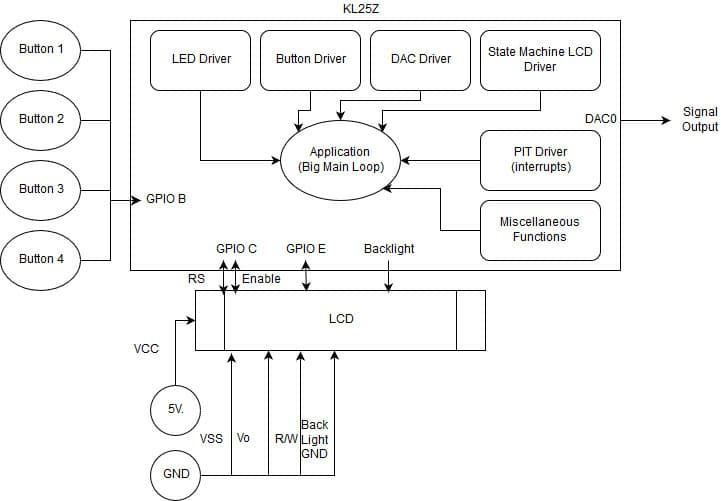 KL25Z
Button 1
Button 2
Button 3
Button 4
LED Driver
Button Driver
DAC Driver
State Machine LCD
Driver
DAC0
Signal
Output
Application
(Big Main Loop)
PIT Driver
(interrupts)
GPIO B
Miscellaneous
Functions
GPIO C
GPIO E
Backlight
RS
Enable
LCD
VCC
5V.
VSS
Vo
R/W
Back
Light
GND
GND